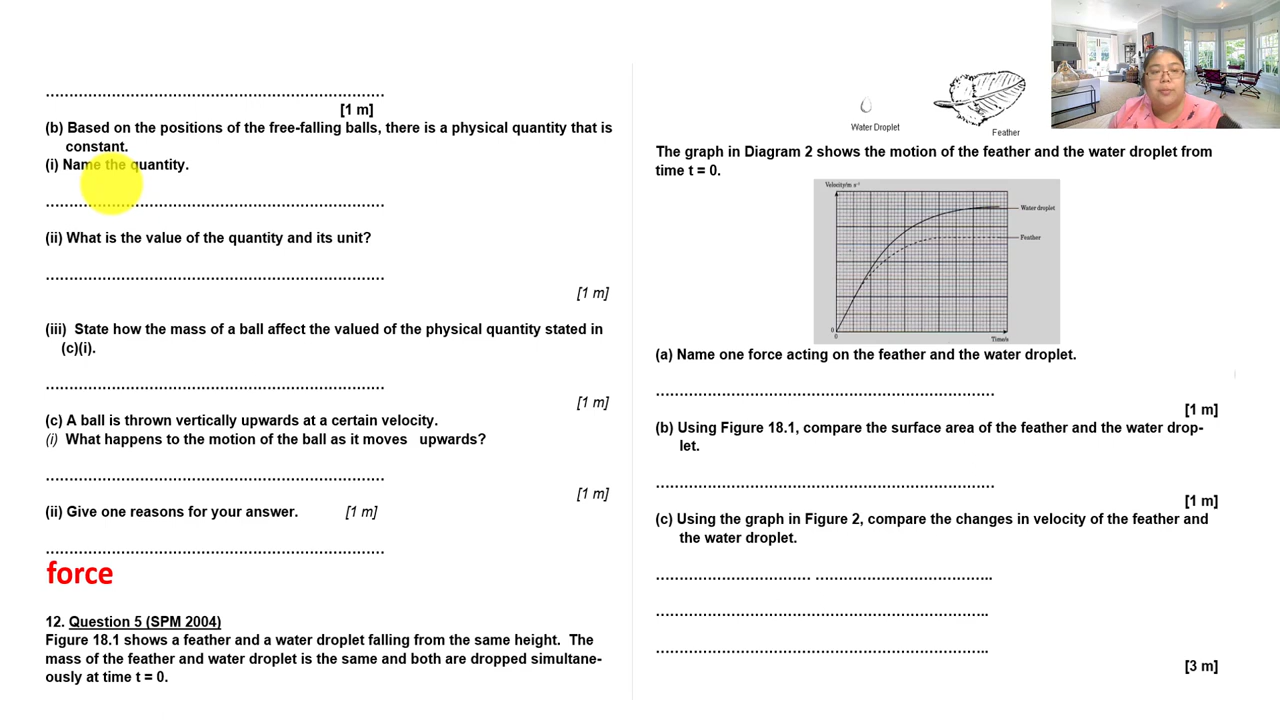 ........................................................................
[1 m]
(b) Based on the positions of the free-falling balls, there is a physical quantity that is
constant.
(i) Name the quantity.
........................................................................
(ii) What is the value of the quantity and its unit?
........................................................................
[1 m]
(iii) State how the mass of a ball affect the valued of the physical quantity stated in
(c)(i).
........................................................................
[1 m]
(c) A ball is thrown vertically upwards at a certain velocity.
(i) What happens to the motion of the ball as it moves upwards?
........................................................................
[1 m]
(ii) Give one reasons for your answer. [1 m]
........................................................................
force
12. Question 5 (SPM 2004)
Figure 18.1 shows a feather and a water droplet falling from the same height. The
mass of the feather and water droplet is the same and both are dropped simultane-
ously at time t = 0.
Water Droplet
Feather
The graph in Diagram 2 shows the motion of the feather and the water droplet from
time t = 0.
Velocity/m s⁻¹
Water droplet
Feather
0
0
Time/s
(a) Name one force acting on the feather and the water droplet.
........................................................................
[1 m]
(b) Using Figure 18.1, compare the surface area of the feather and the water drop-
let.
........................................................................
[1 m]
(c) Using the graph in Figure 2, compare the changes in velocity of the feather and
the water droplet.
................................. .....................................
.......................................................................
.......................................................................
[3 m]